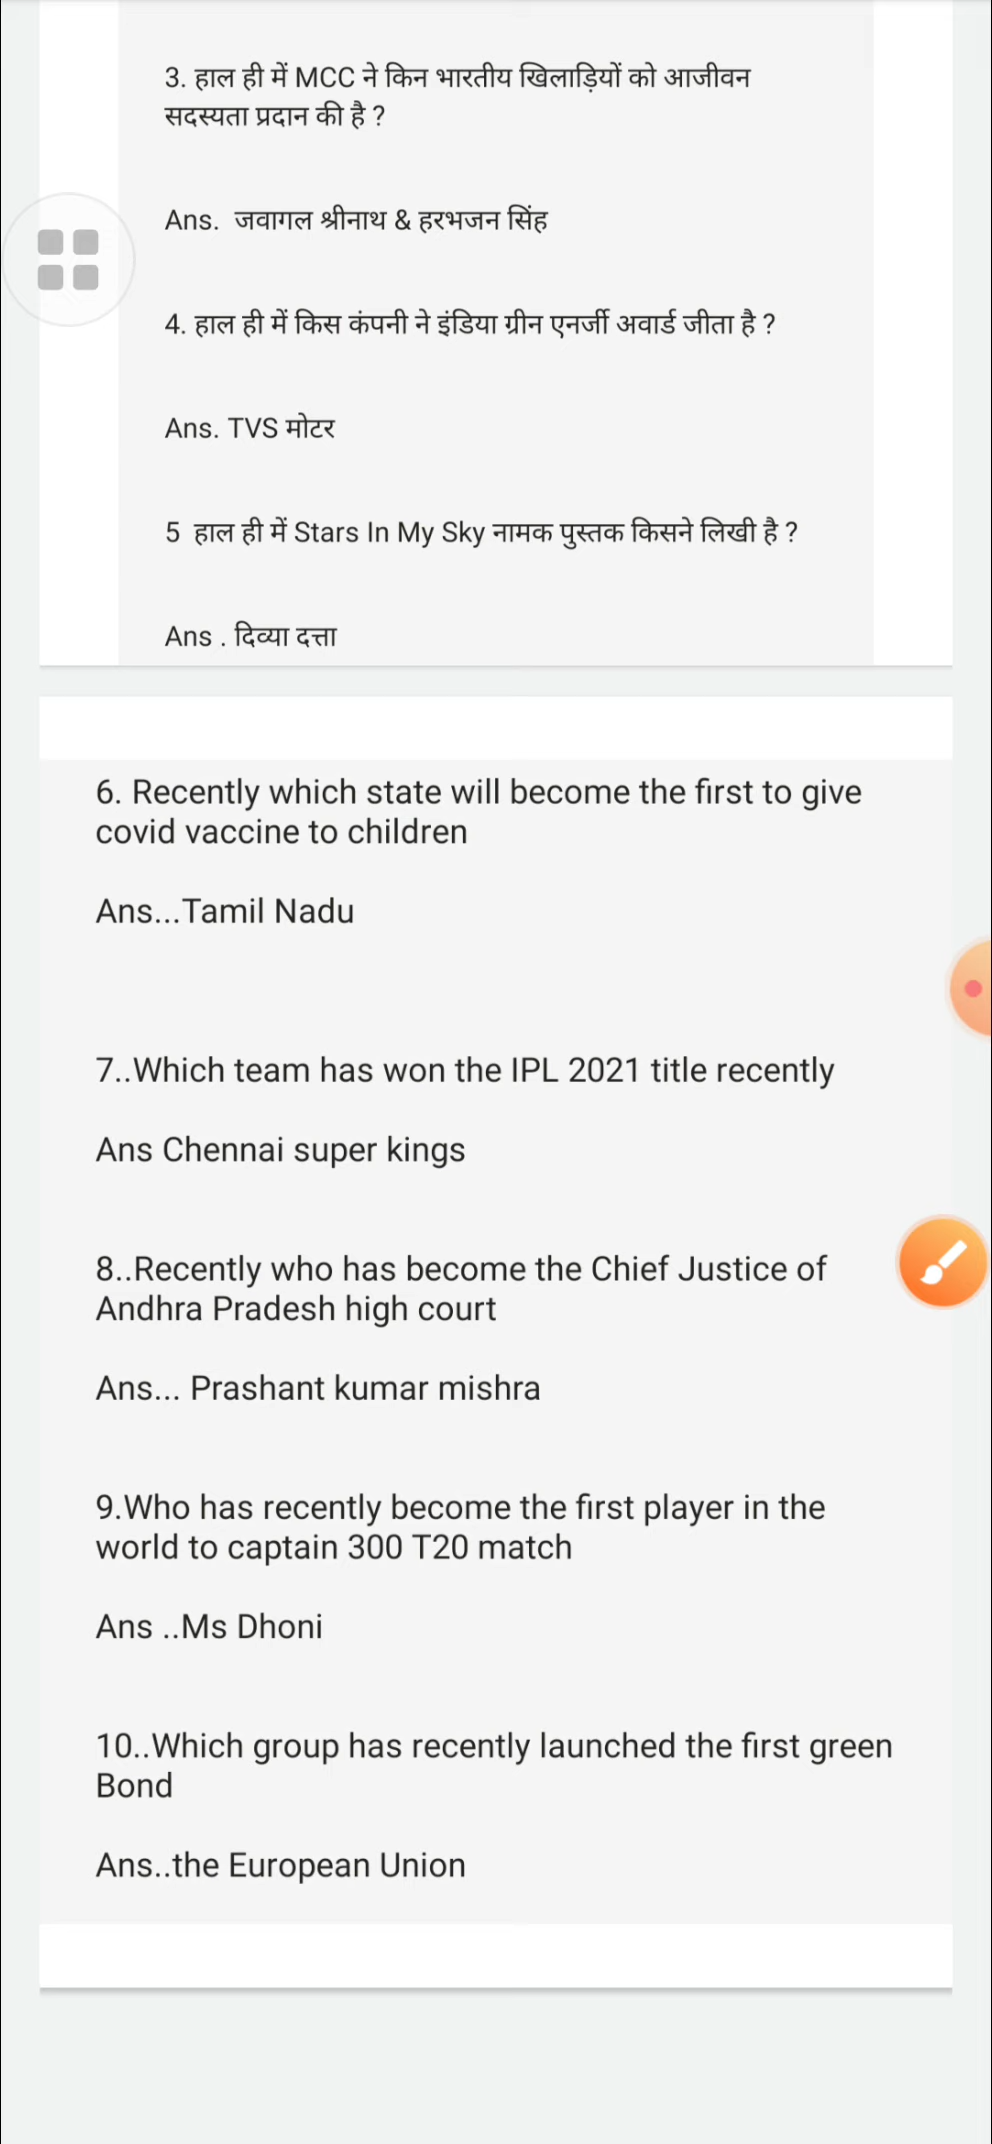 3. हाल ही में MCC ने किन भारतीय खिलाड़ियों को आजीवन
सदस्यता प्रदान की है ?
Ans. जवागल श्रीनाथ & हरभजन सिंह
4. हाल ही में किस कंपनी ने इंडिया ग्रीन एनर्जी अवार्ड जीता है ?
Ans. TVS मोटर
5 हाल ही में Stars In My Sky नामक पुस्तक किसने लिखी है ?
Ans . दिव्या दत्ता
6. Recently which state will become the first to give
covid vaccine to children
Ans...Tamil Nadu
7..Which team has won the IPL 2021 title recently
Ans Chennai super kings
8..Recently who has become the Chief Justice of
Andhra Pradesh high court
Ans... Prashant kumar mishra
9.Who has recently become the first player in the
world to captain 300 T20 match
Ans ..Ms Dhoni
10..Which group has recently launched the first green
Bond
Ans..the European Union